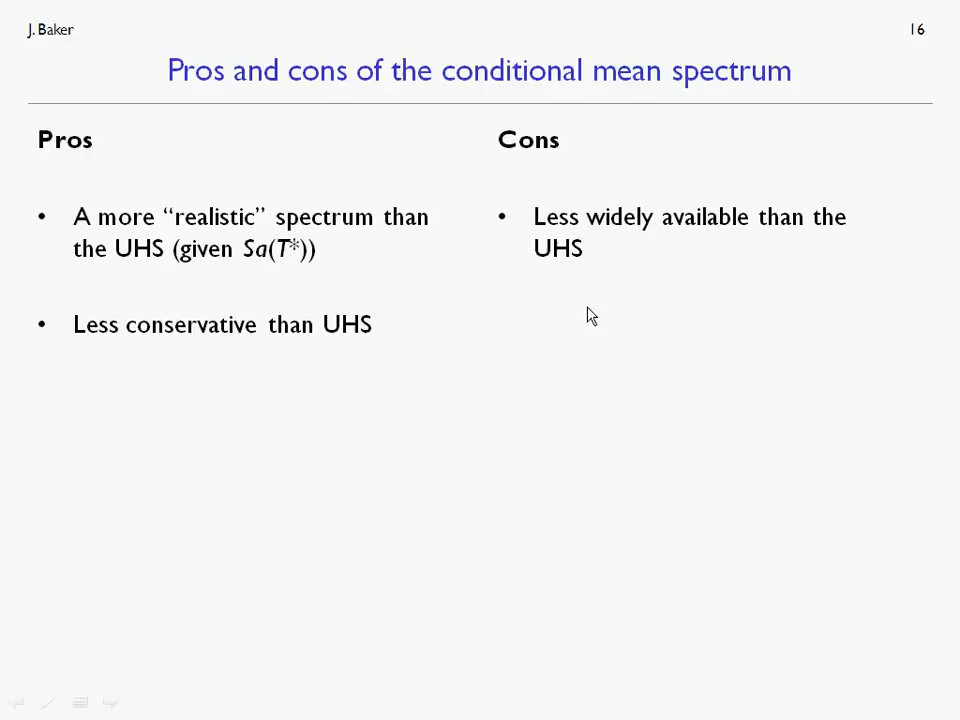 J. Baker
16
Pros and cons of the conditional mean spectrum
Pros
• A more “realistic” spectrum than
the UHS (given Sa(T*))
• Less conservative than UHS
Cons
• Less widely available than the
UHS